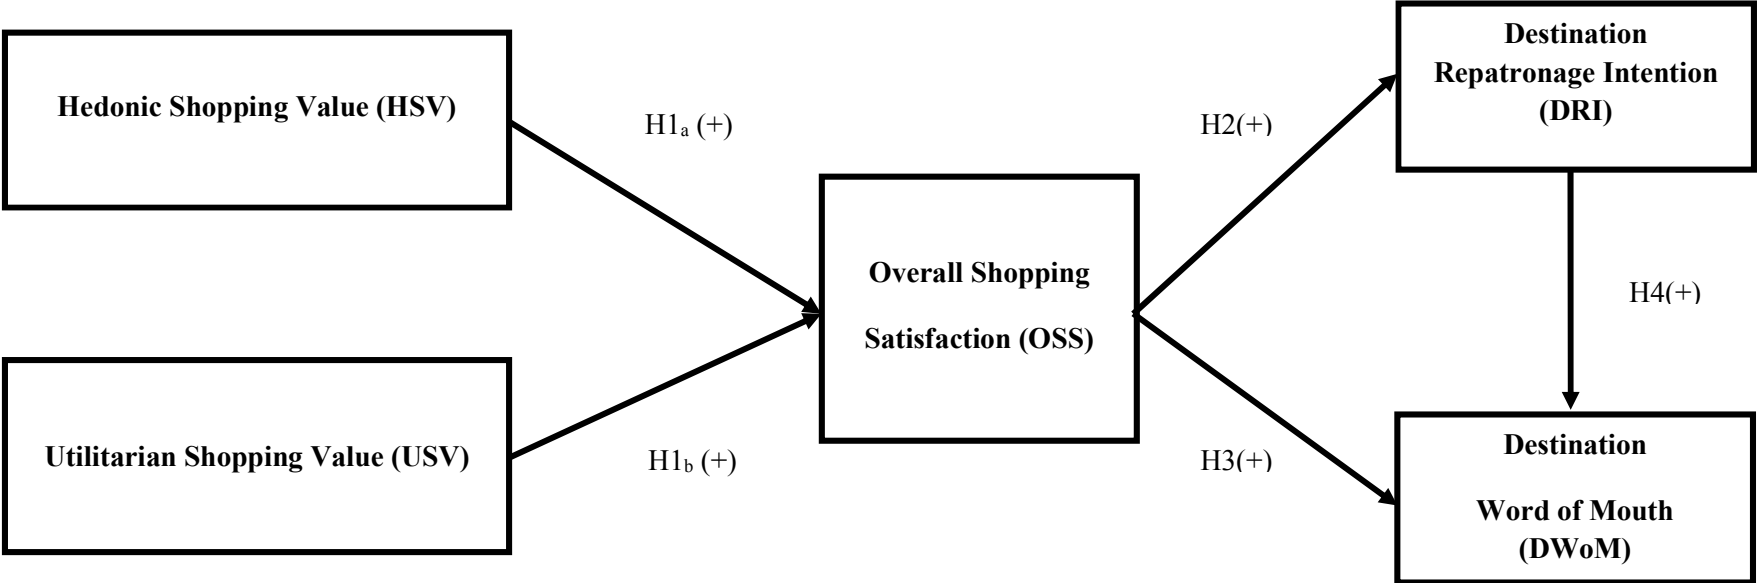 Hedonic Shopping Value (HSV)
Utilitarian Shopping Value (USV)
H1a (+)
H1b (+)
Overall Shopping
Satisfaction (OSS)
H2(+)
H3(+)
Destination
Repatronage Intention
(DRI)
H4(+)
Destination
Word of Mouth
(DWoM)